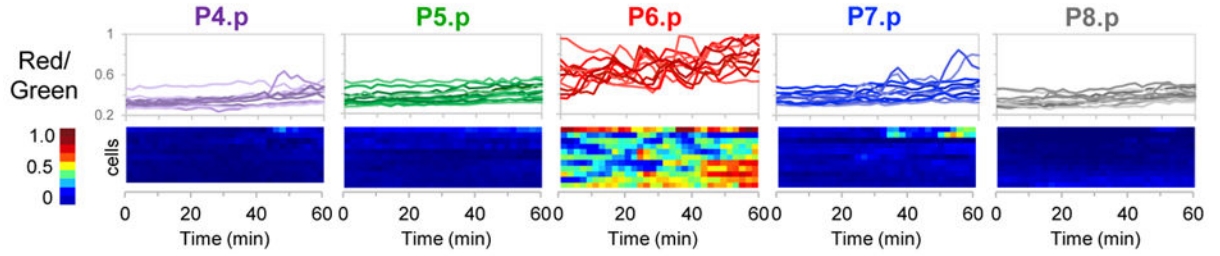 P4.p P5.p P6.p P7.p P8.p
Red/
Green
1
0.6
0.2
1.0
0.5
0
cells
0 20 40 60 0 20 40 60 0 20 40 60 0 20 40 60 0 20 40 60
Time (min) Time (min) Time (min) Time (min) Time (min)